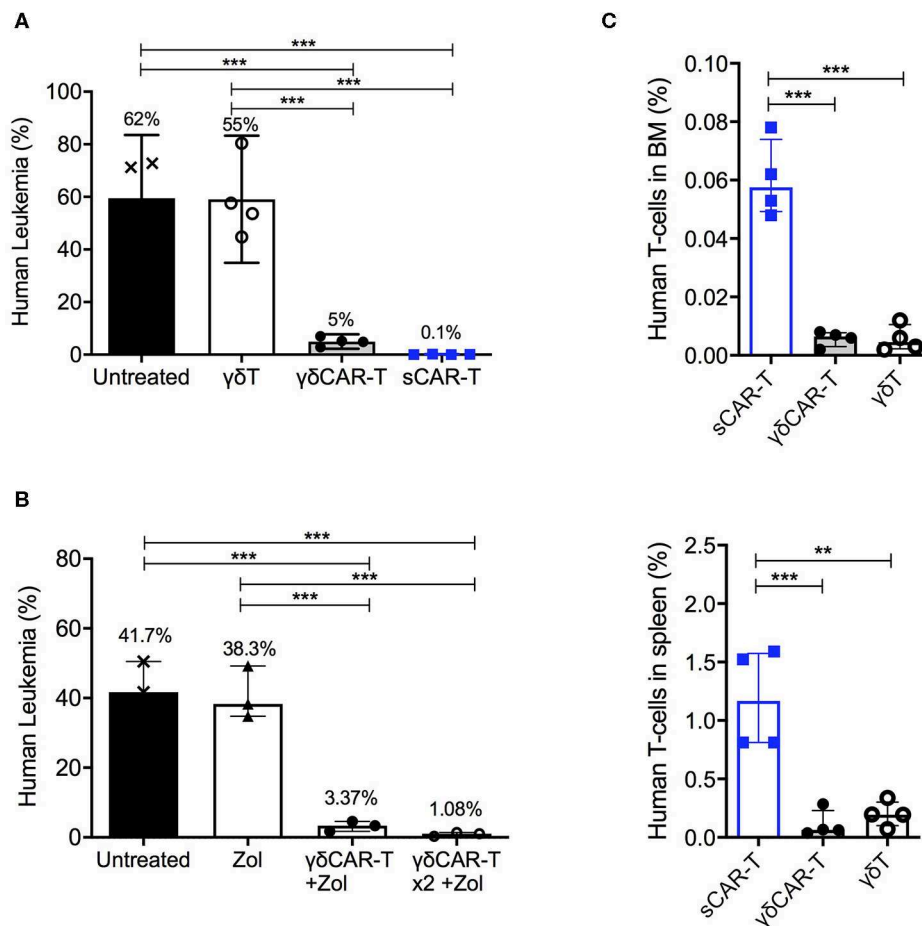 A
***
***
***
***
Human Leukemia (%)
100
80
60
40
20
0
62%
55%
5%
0.1%
Untreated
γδT
γδCAR-T
sCAR-T
B
***
***
***
***
Human Leukemia (%)
80
60
40
20
0
41.7%
38.3%
3.37%
1.08%
Untreated
Zol
γδCAR-T
+Zol
γδCAR-T
x2 +Zol
C
***
***
Human T-cells in BM (%)
0.10
0.08
0.06
0.04
0.02
0.00
sCAR-T
γδCAR-T
γδT
**
***
Human T-cells in spleen (%)
2.5
2.0
1.5
1.0
0.5
0.0
sCAR-T
γδCAR-T
γδT